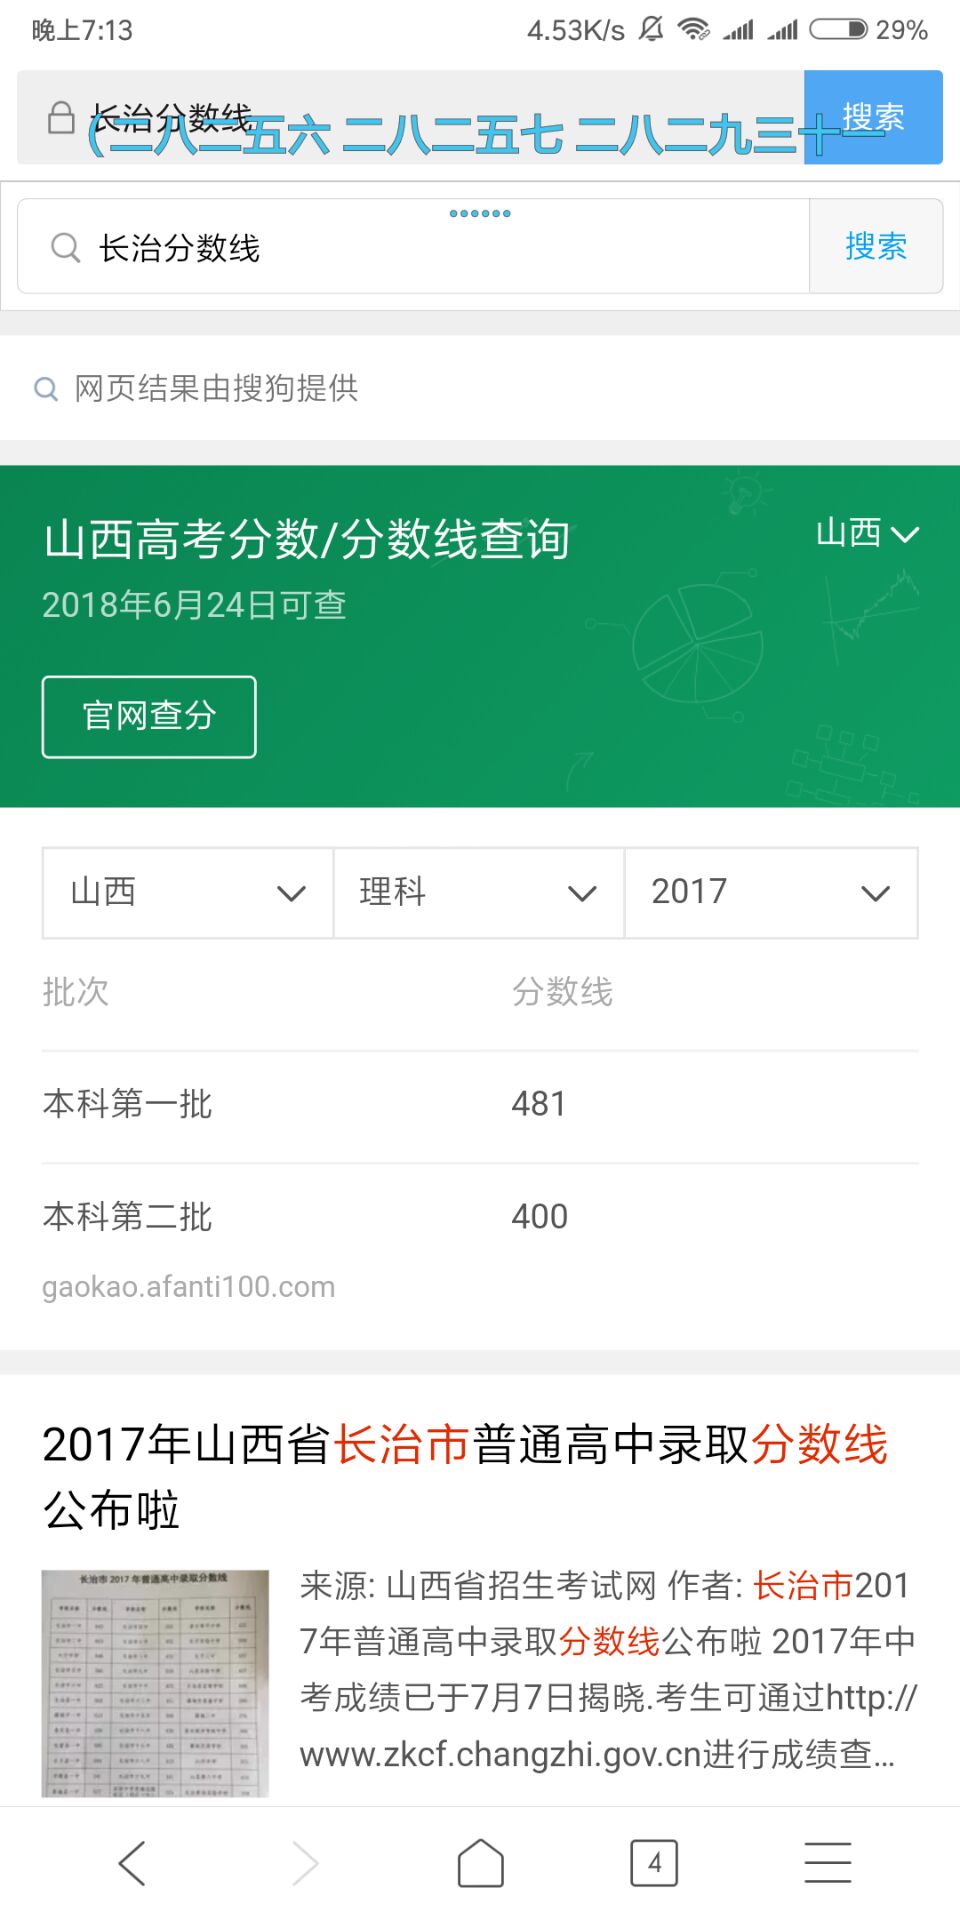 晚上7:13 4.53K/s 29%
长治分数线 搜索
(二八二五六 二八二五七 二八二九三十一
长治分数线 搜索
网页结果由搜狗提供
山西高考分数/分数线查询 山西
2018年6月24日可查
官网查分
山西 理科 2017
批次 分数线
本科第一批 481
本科第二批 400
gaokao.afanti100.com
2017年山西省长治市普通高中录取分数线
公布啦
长治市 2017 年普通高中录取分数线
来源: 山西省招生考试网 作者: 长治市201
7年普通高中录取分数线公布啦 2017年中
考成绩已于7月7日揭晓.考生可通过http://
www.zkcf.changzhi.gov.cn进行成绩查...
4